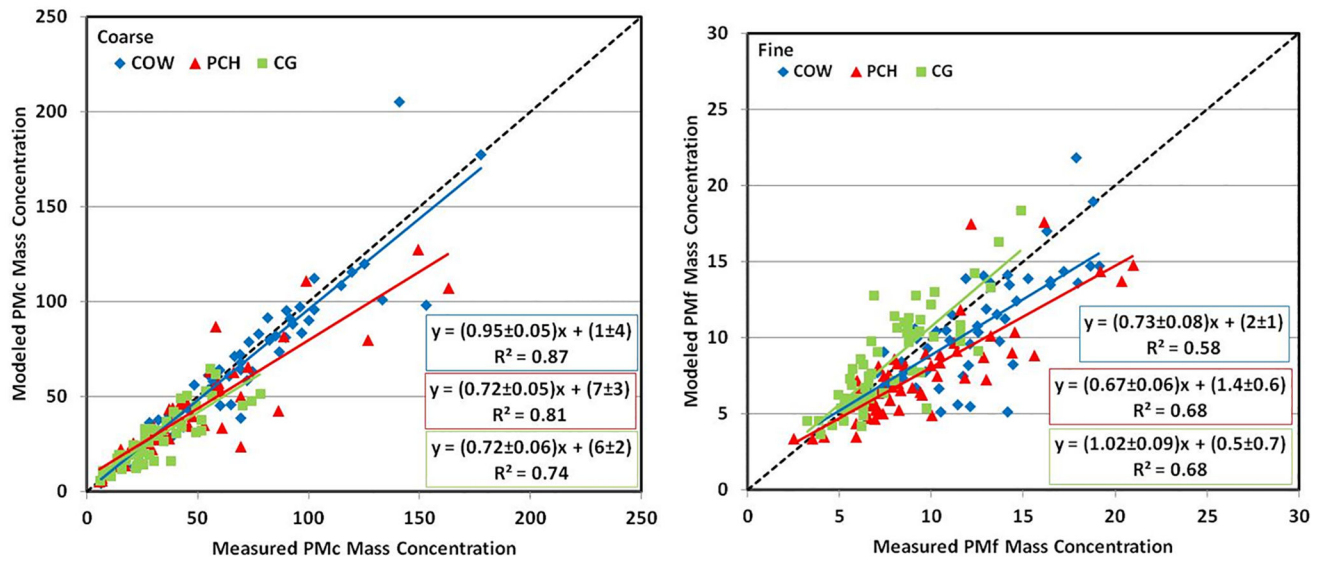 Coarse
COW PCH CG
Modeled PMc Mass Concentration
250
200
150
100
50
0
y = (0.95±0.05)x + (1±4)
R² = 0.87
y = (0.72±0.05)x + (7±3)
R² = 0.81
y = (0.72±0.06)x + (6±2)
R² = 0.74
0 50 100 150 200 250
Measured PMc Mass Concentration
Fine
COW PCH CG
Modeled PMf Mass Concentration
30
25
20
15
10
5
0
y = (0.73±0.08)x + (2±1)
R² = 0.58
y = (0.67±0.06)x + (1.4±0.6)
R² = 0.68
y = (1.02±0.09)x + (0.5±0.7)
R² = 0.68
0 5 10 15 20 25 30
Measured PMf Mass Concentration